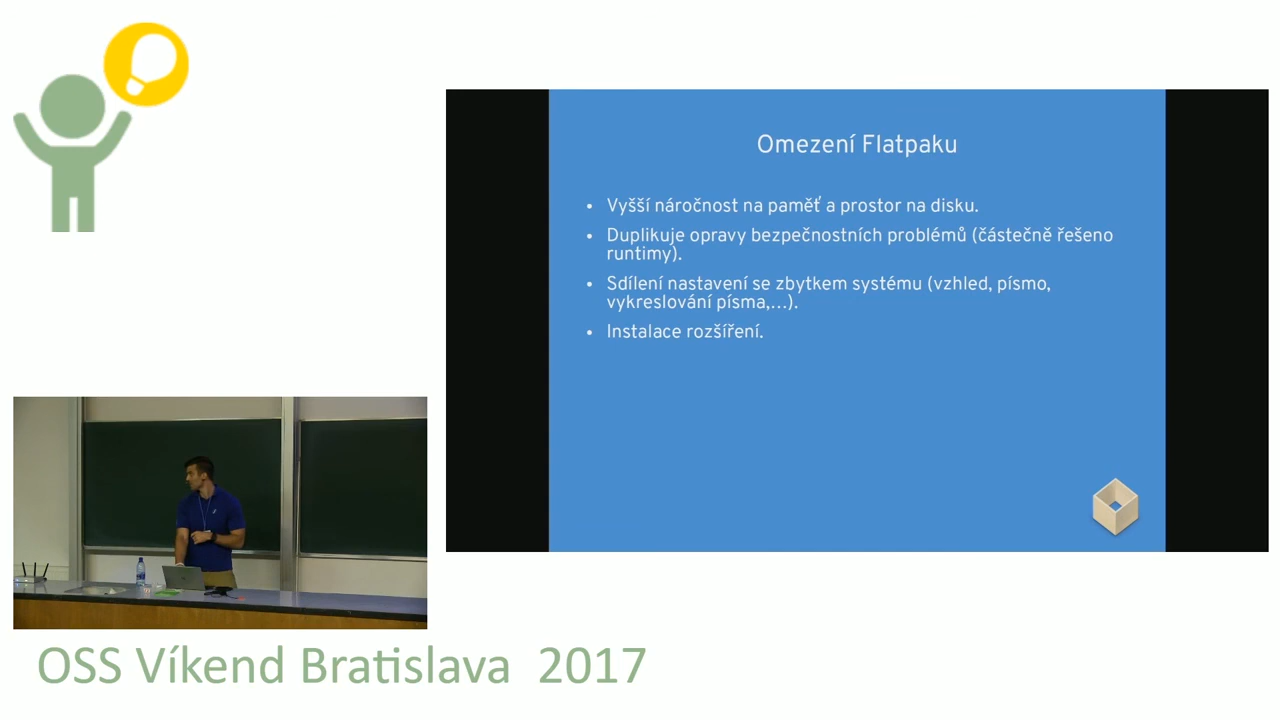 Omezení Flatpaku
• Vyšší náročnost na paměť a prostor na disku.
• Duplikuje opravy bezpečnostních problémů (částečně řešeno
runtimy).
• Sdílení nastavení se zbytkem systému (vzhled, písmo,
vykreslování písma,...).
• Instalace rozšíření.
OSS Víkend Bratislava 2017